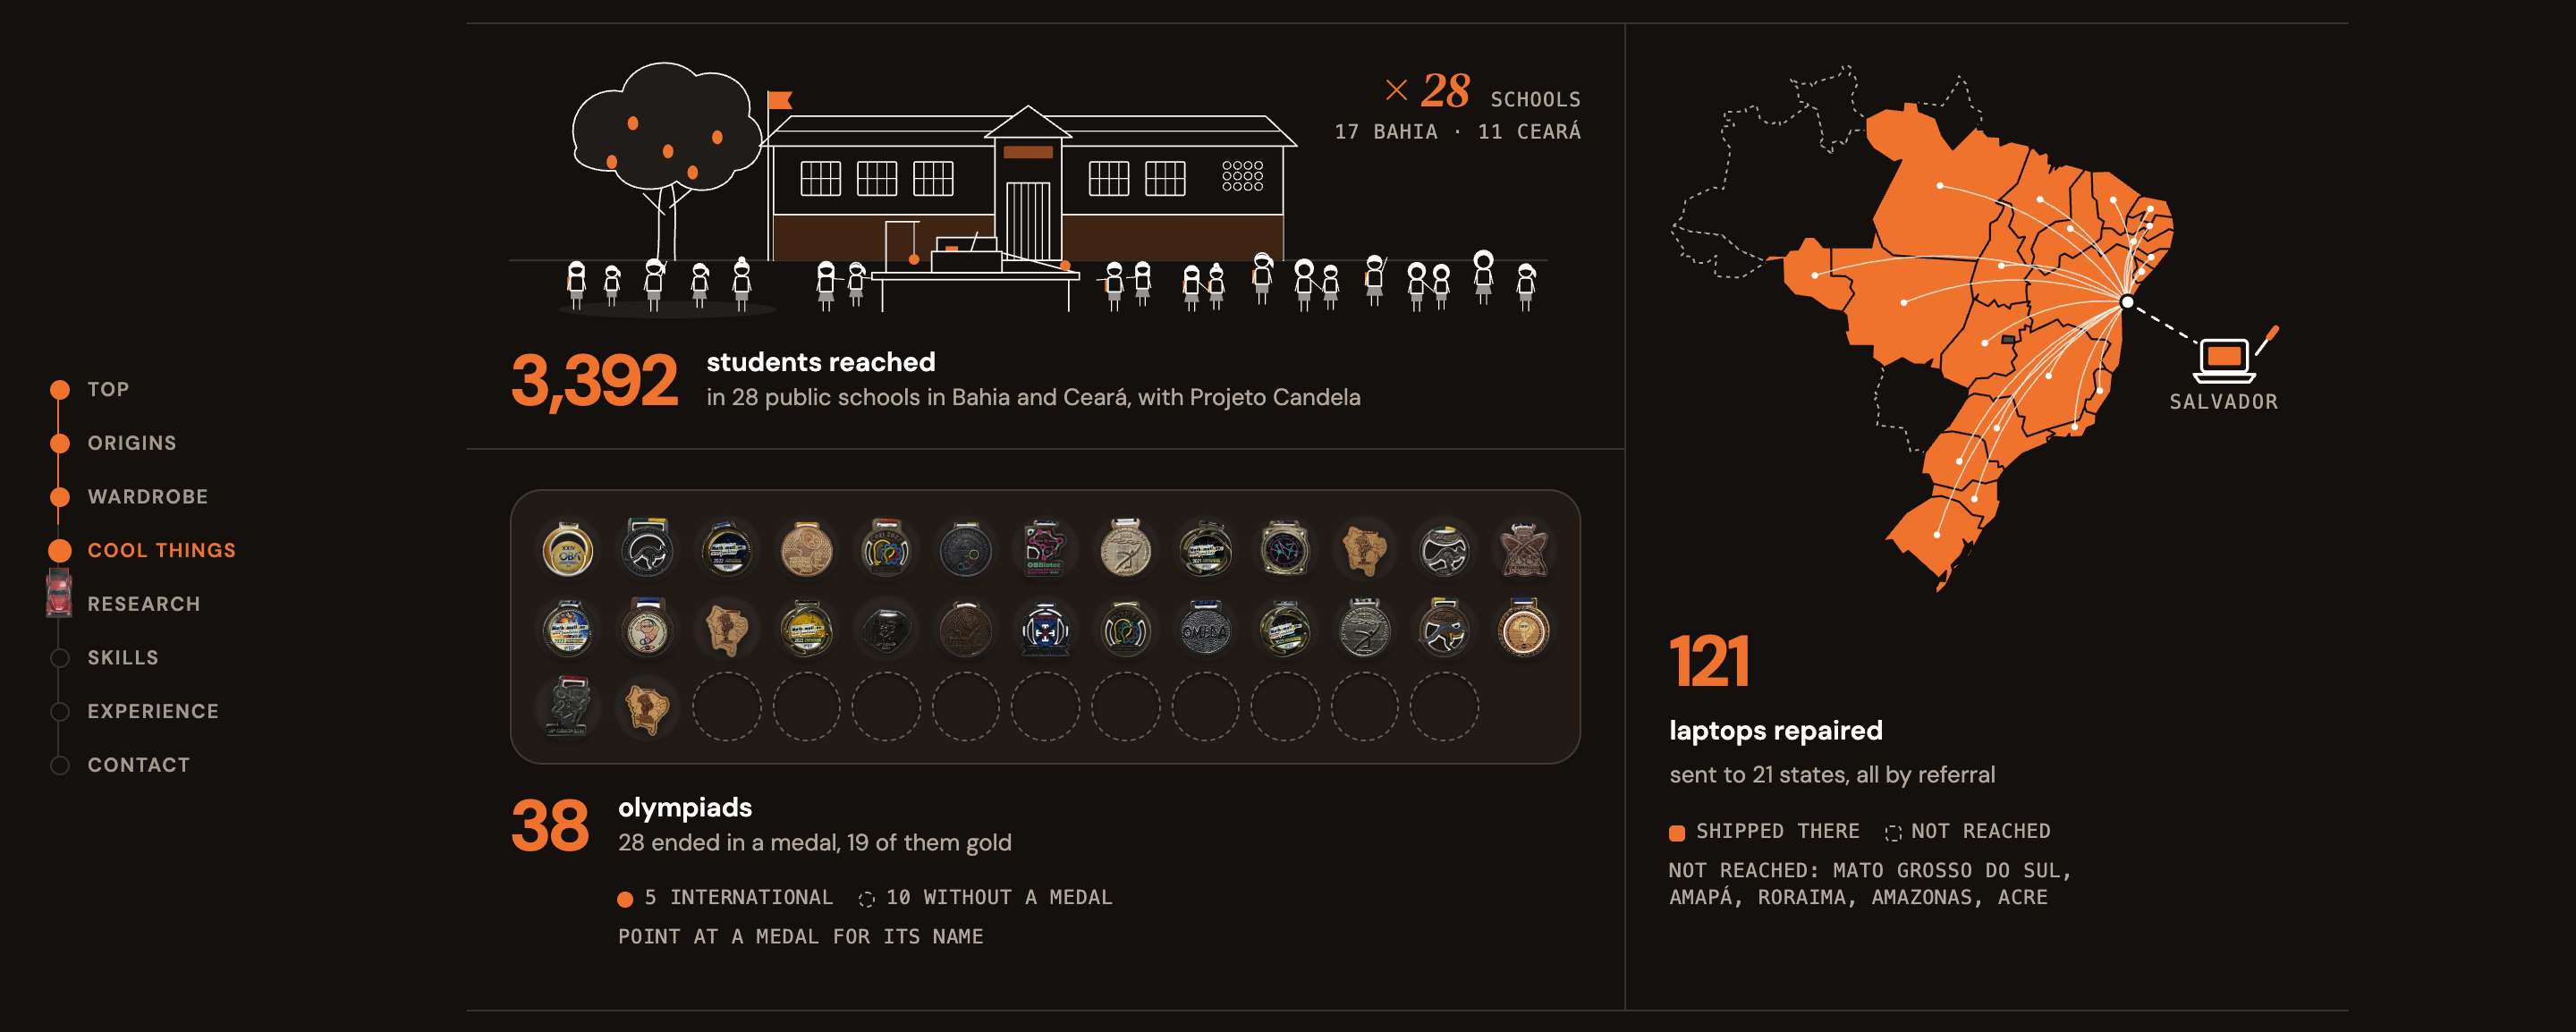 TOP
ORIGINS
WARDROBE
COOL THINGS
RESEARCH
SKILLS
EXPERIENCE
CONTACT
× 28 SCHOOLS
17 BAHIA · 11 CEARÁ
3,392
students reached
in 28 public schools in Bahia and Ceará, with Projeto Candela
OBA
OBBiotec
38
olympiads
28 ended in a medal, 19 of them gold
5 INTERNATIONAL
10 WITHOUT A MEDAL
POINT AT A MEDAL FOR ITS NAME
SALVADOR
121
laptops repaired
sent to 21 states, all by referral
SHIPPED THERE
NOT REACHED
NOT REACHED: MATO GROSSO DO SUL,
AMAPÁ, RORAIMA, AMAZONAS, ACRE